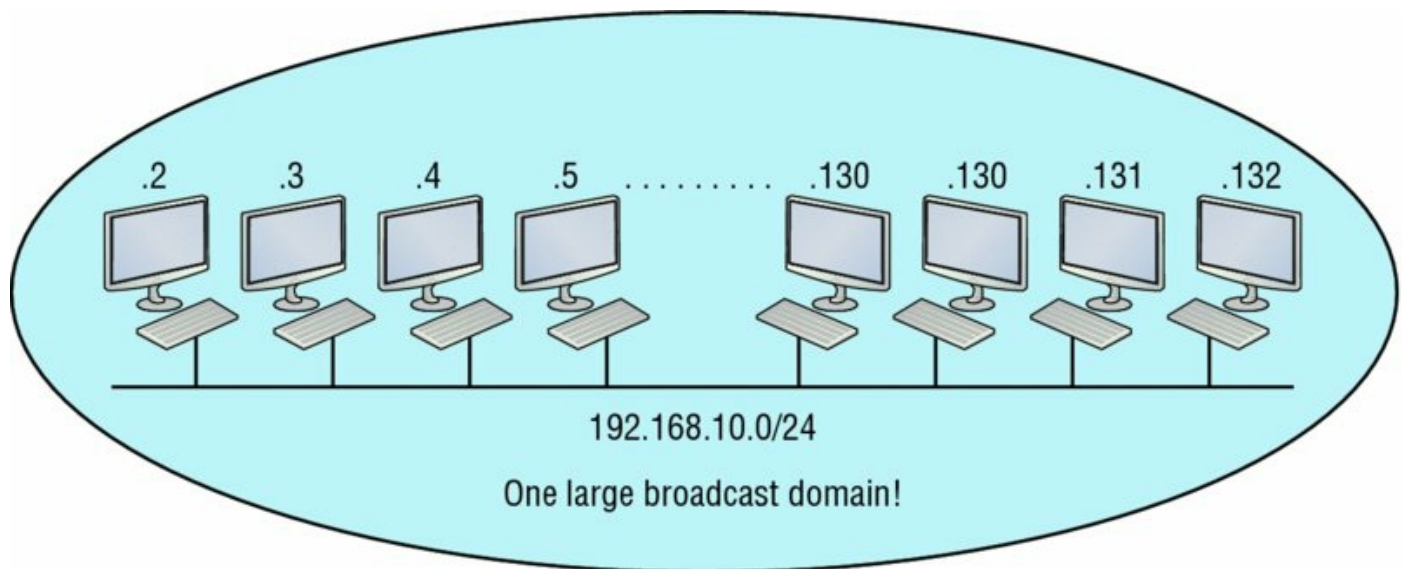 .2 .3 .4 .5 ......... .130 .130 .131 .132
192.168.10.0/24
One large broadcast domain!